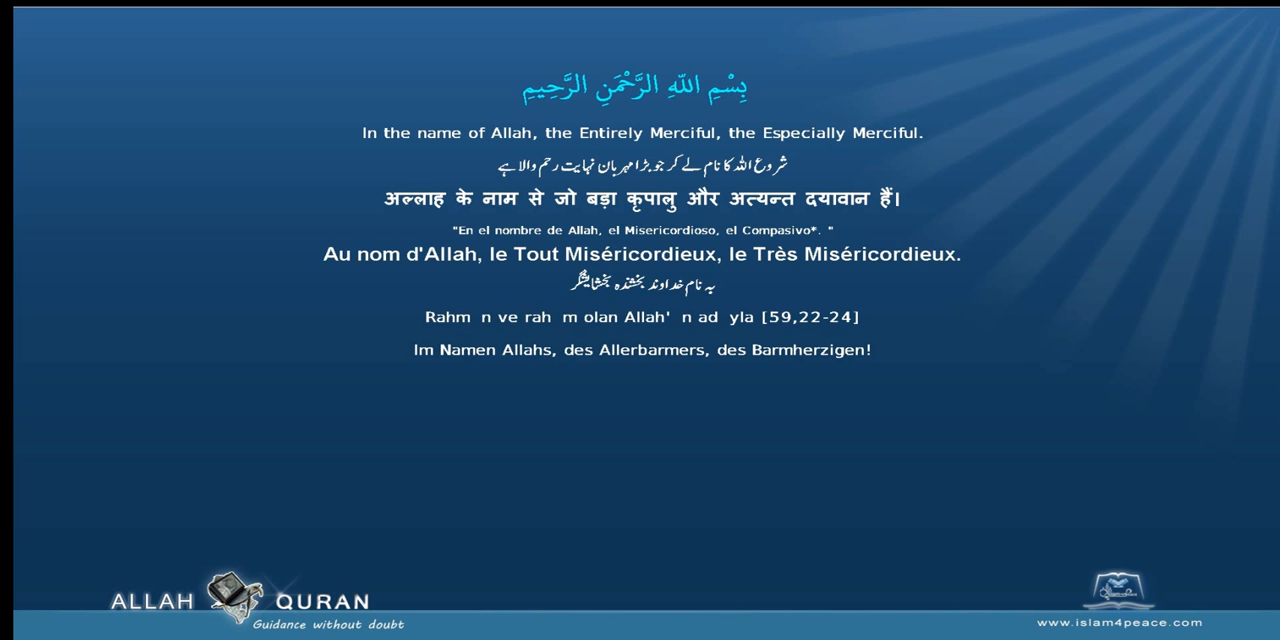 بِسْمِ اللَّهِ الرَّحْمَنِ الرَّحِيمِ
In the name of Allah, the Entirely Merciful, the Especially Merciful.
شروع الله کا نام لے کر جو بڑا مہربان نہایت رحم والا ہے
अल्लाह के नाम से जो बड़ा कृपालु और अत्यन्त दयावान हैं।
"En el nombre de Allah, el Misericordioso, el Compasivo*. "
Au nom d'Allah, le Tout Miséricordieux, le Très Miséricordieux.
به نام خداوند بخشنده بخشایشگر
Rahm n ve rah m olan Allah' n ad yla [59,22-24]
Im Namen Allahs, des Allerbarmers, des Barmherzigen!
ALLAH QURAN
Guidance without doubt
www.islam4peace.com